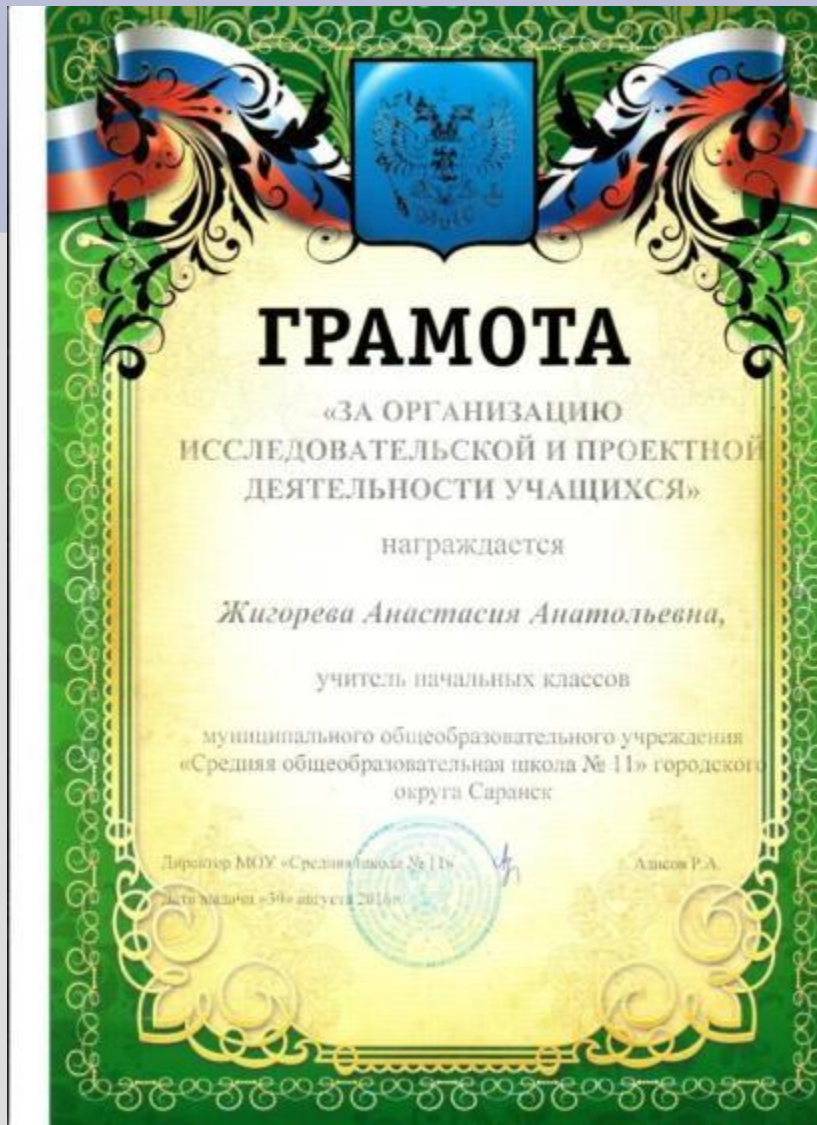 ГРАМОТА
«ЗА ОРГАНИЗАЦИЮ
ИССЛЕДОВАТЕЛЬСКОЙ И ПРОЕКТНОЙ
ДЕЯТЕЛЬНОСТИ УЧАЩИХСЯ»
награждается
Жигорева Анастасия Анатольевна,
учитель начальных классов
муниципального общеобразовательного учреждения
«Средняя общеобразовательная школа № 11» городского
округа Саранск
Директор МОУ «Средняя школа № 11» Р.А.
Дата выдачи августа 2016г.